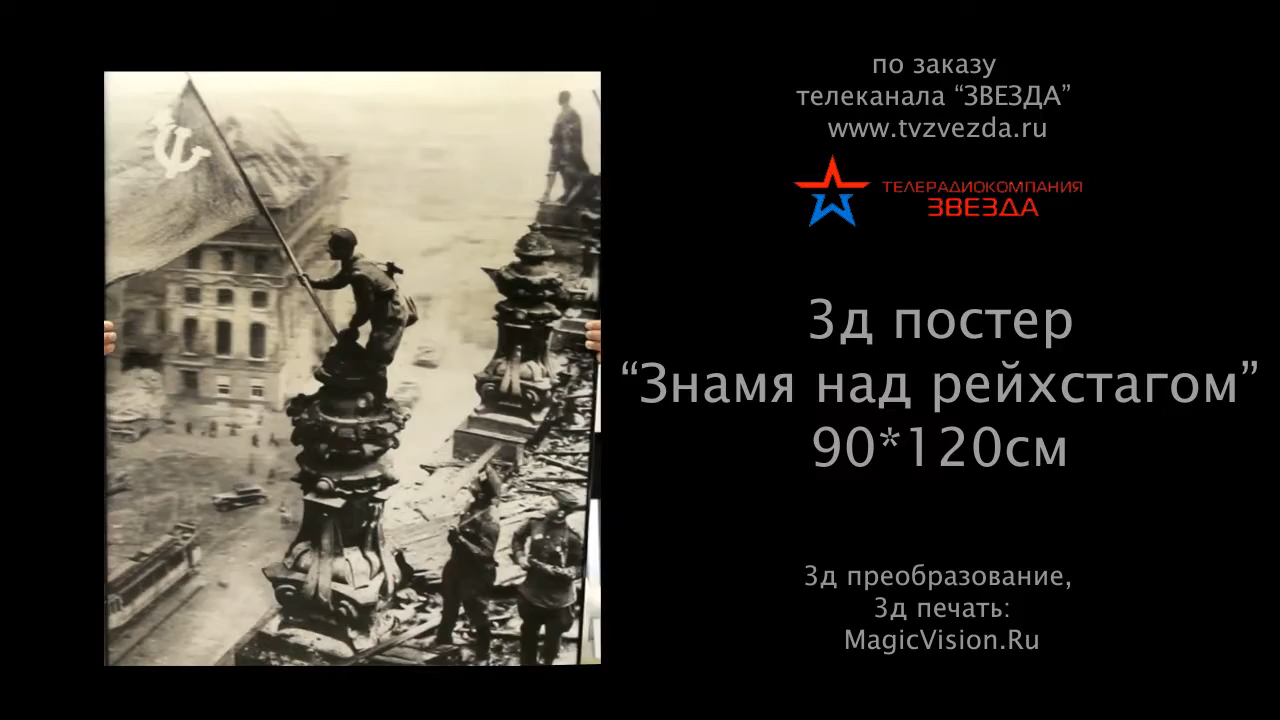 по заказу
телеканала “ЗВЕЗДА”
www.tvzvezda.ru
ТЕЛЕРАДИОКОМПАНИЯ
ЗВЕЗДА
3д постер
“Знамя над рейхстагом”
90*120см
3д преобразование,
3д печать:
MagicVision.Ru